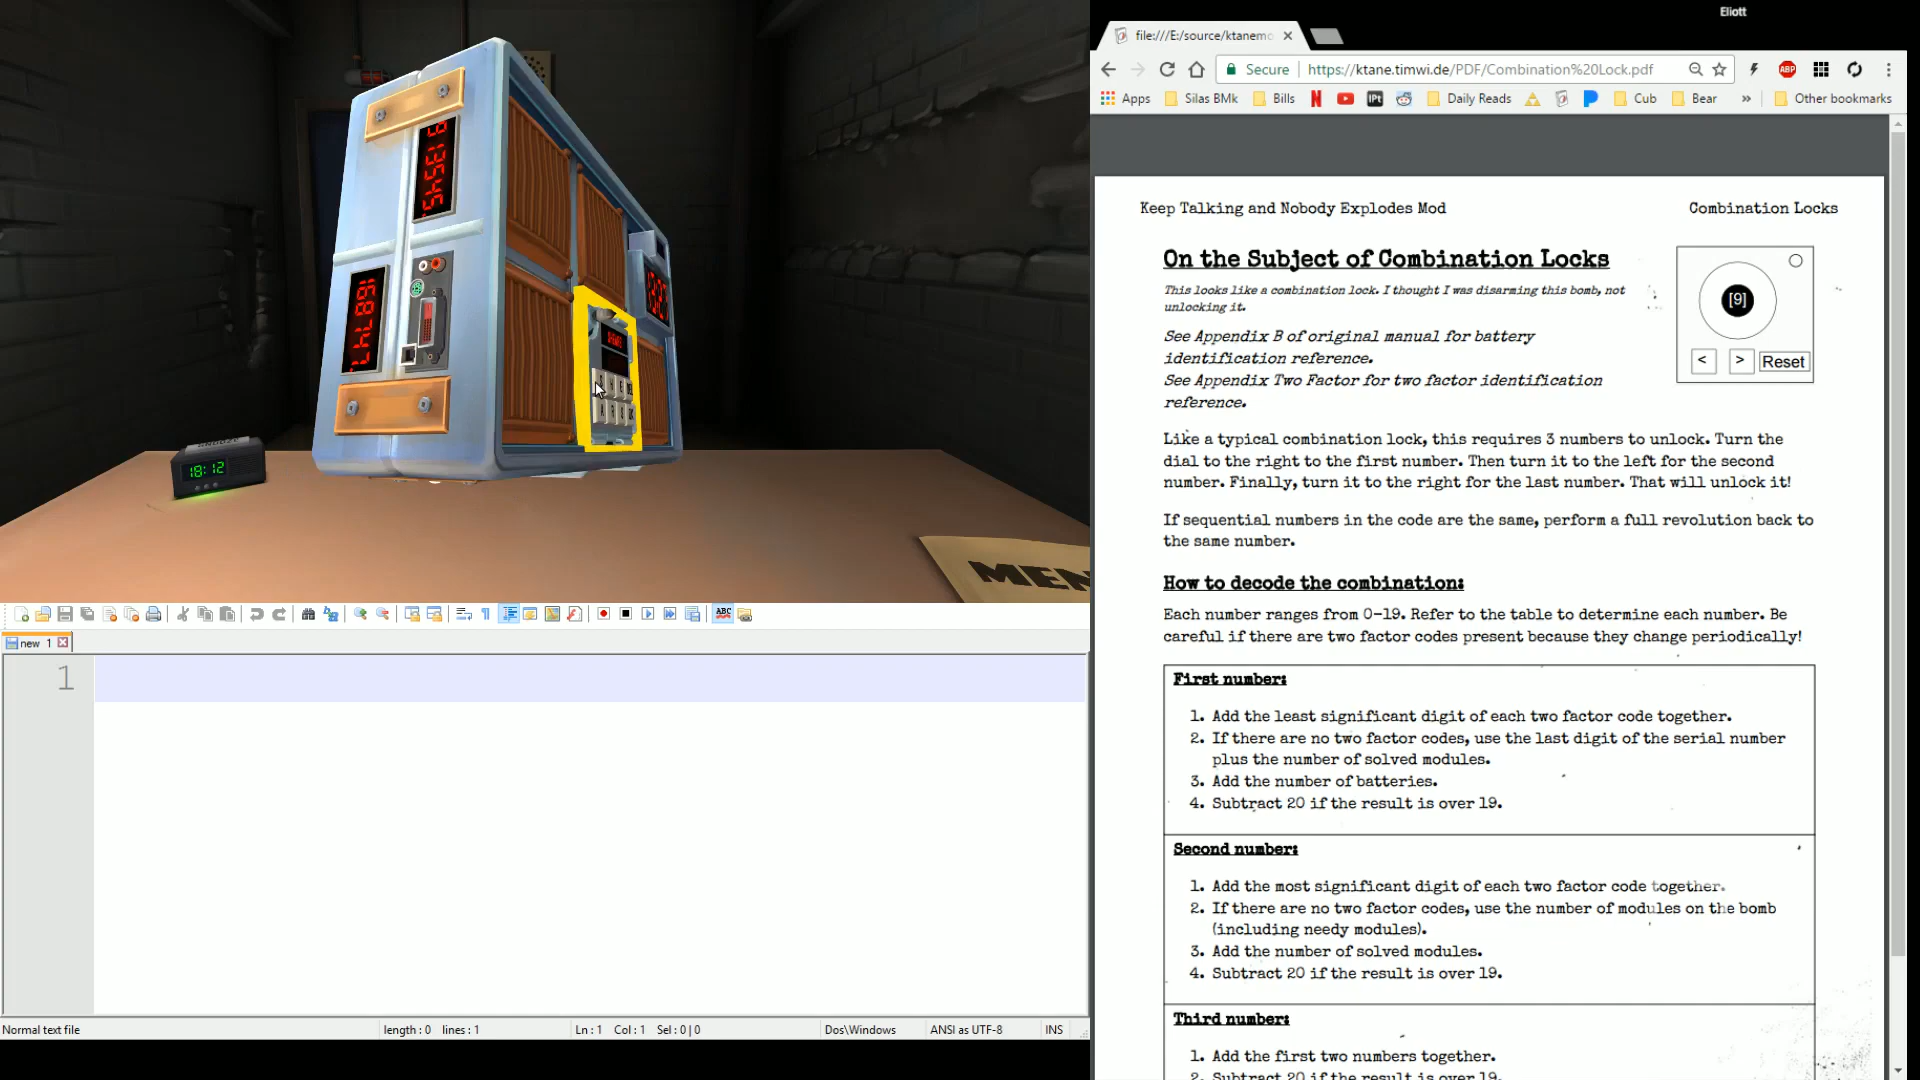 Eliott
file:///E:/source/ktanemo
Secure https://ktane.timwi.de/PDF/Combination%20Lock.pdf
ABP
Apps Silas BMk Bills IPt Daily Reads Cub Bear » Other bookmarks
Keep Talking and Nobody Explodes Mod Combination Locks
On the Subject of Combination Locks
This looks like a combination lock. I thought I was disarming this bomb, not
unlocking it.
See Appendix B of original manual for battery
identification reference.
See Appendix Two Factor for two factor identification
reference.
[9]
< > Reset
Like a typical combination lock, this requires 3 numbers to unlock. Turn the
dial to the right to the first number. Then turn it to the left for the second
number. Finally, turn it to the right for the last number. That will unlock it!
If sequential numbers in the code are the same, perform a full revolution back to
the same number.
How to decode the combination:
Each number ranges from 0-19. Refer to the table to determine each number. Be
careful if there are two factor codes present because they change periodically!
First number:
1. Add the least significant digit of each two factor code together.
2. If there are no two factor codes, use the last digit of the serial number
plus the number of solved modules.
3. Add the number of batteries.
4. Subtract 20 if the result is over 19.
Second number:
1. Add the most significant digit of each two factor code together.
2. If there are no two factor codes, use the number of modules on the bomb
(including needy modules).
3. Add the number of solved modules.
4. Subtract 20 if the result is over 19.
Third number:
1. Add the first two numbers together.
2. Subtract 20 if the result is over 19.
18:12
MEN
ABC
new 1
1
Normal text file length : 0 lines : 1 Ln : 1 Col : 1 Sel : 0 | 0 Dos\Windows ANSI as UTF-8 INS